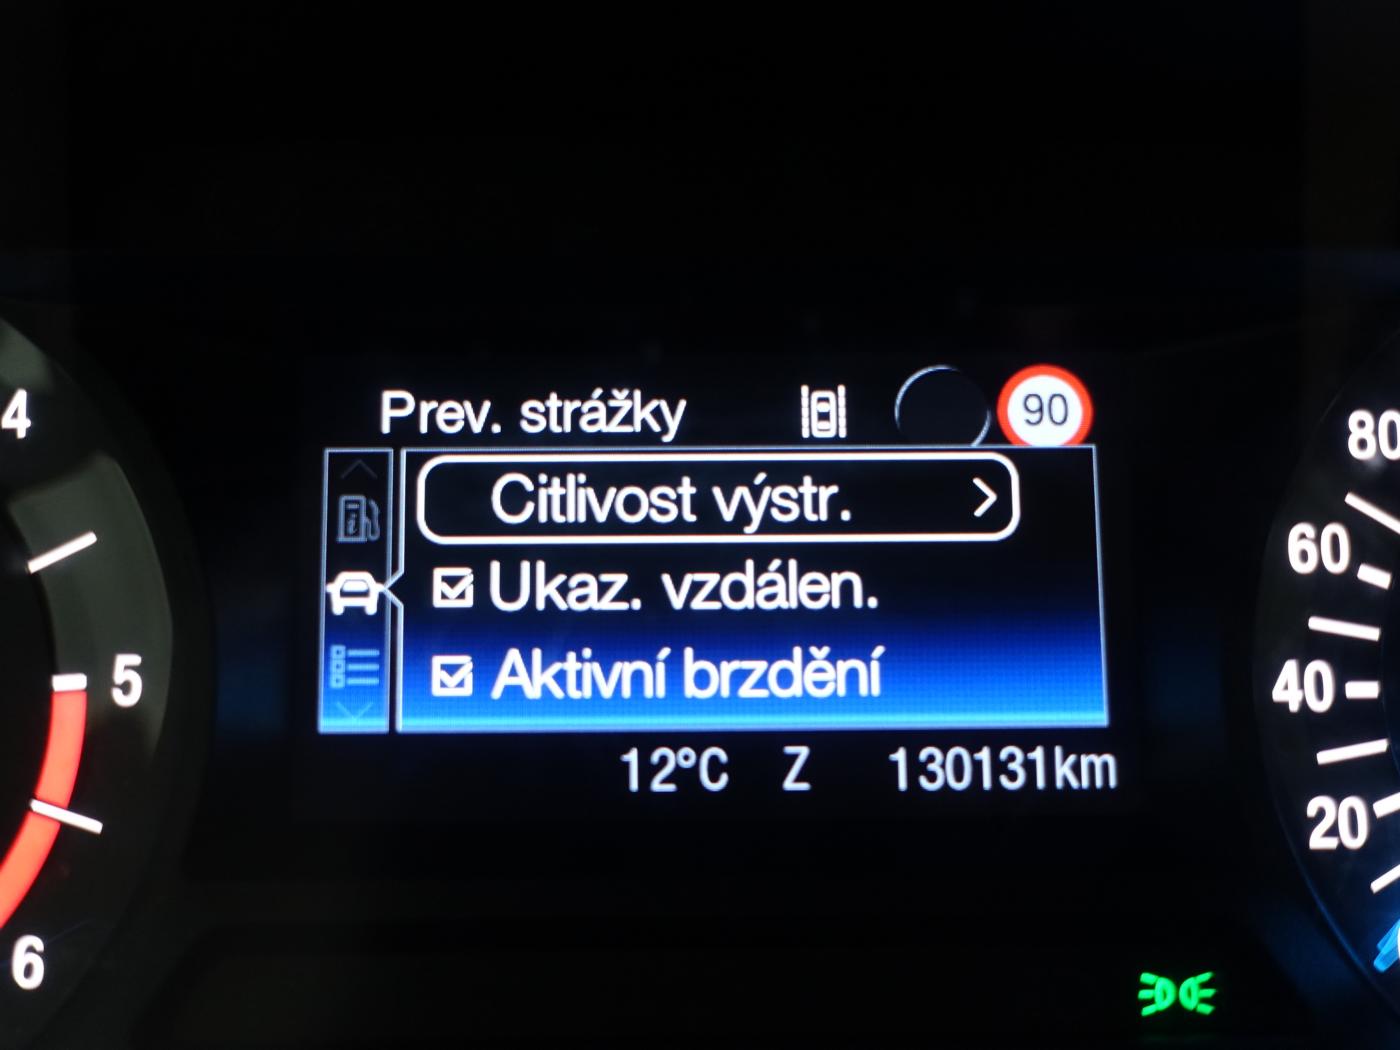 Prev. strážky
90
Citlivost výstr.
Ukaz. vzdálen.
Aktivní brzdění
12°C Z 130131km
4
5
6
80
60
40
20